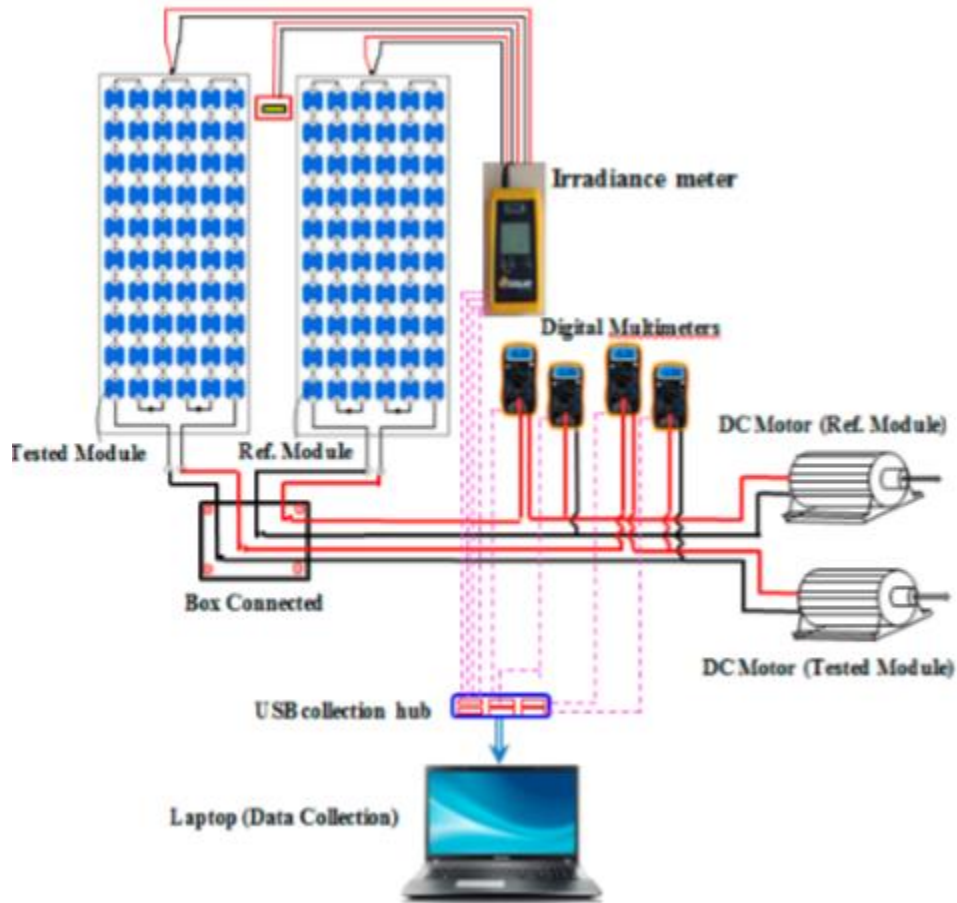 Irradiance meter
Digital Multimeters
Tested Module
Ref. Module
DC Motor (Ref. Module)
Box Connected
DC Motor (Tested Module)
USB collection hub
Laptop (Data Collection)